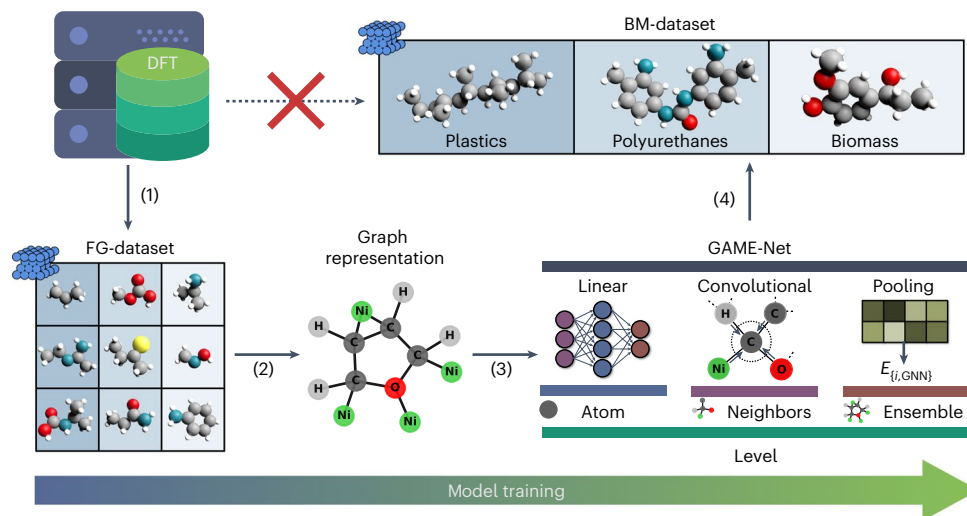 BM-dataset
DFT
Plastics
Polyurethanes
Biomass
(1)
(4)
FG-dataset
Graph
representation
GAME-Net
Linear
Convolutional
Pooling
H
H
Ni
H
C
C
C
H
C
O
Ni
Ni
Ni
(2)
(3)
H
C
C
Ni
O
E{i,GNN}
Atom
Neighbors
Ensemble
Level
Model training